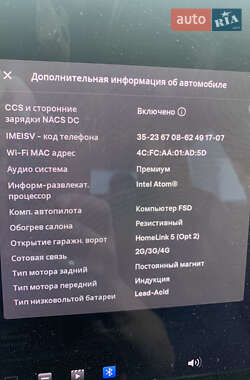 auto.ria.com
Дополнительная информация об автомобиле
CCS и сторонние зарядки NACS DC Включено
IMEISV - код телефона 35-23 67 08-62 49 17-07
Wi-Fi MAC адрес 4C:FC:AA:01:AD:5D
Аудио система Премиум
Информ-развлекат. процессор Intel Atom®
Комп. автопилота Компьютер FSD
Обогрев салона Резистивный
Открытие гаражн. ворот HomeLink 5 (Opt 2)
Сотовая связь 2G/3G/4G
Тип мотора задний Постоянный магнит
Тип мотора передний Индукция
Тип низковольтной батареи Lead-Acid